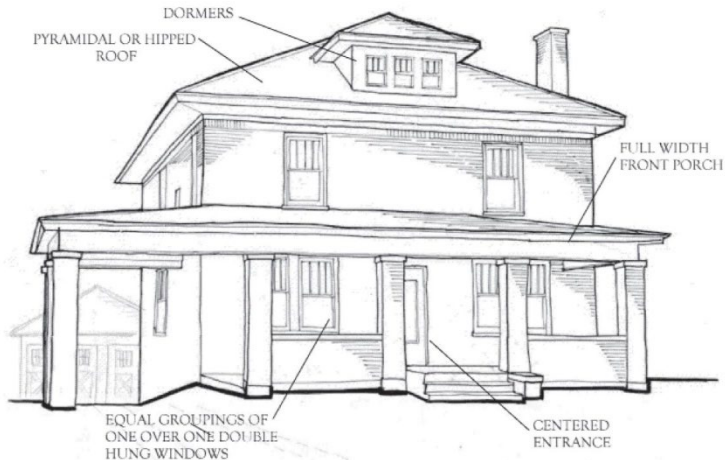 DORMERS
PYRAMIDAL OR HIPPED
ROOF
FULL WIDTH
FRONT PORCH
EQUAL GROUPINGS OF
ONE OVER ONE DOUBLE
HUNG WINDOWS
CENTERED
ENTRANCE